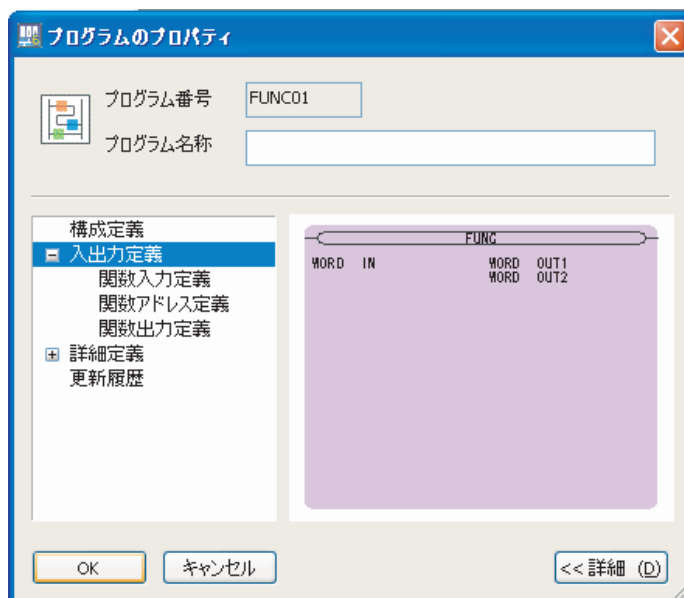 プログラムのプロパティ
プログラム番号 FUNC01
プログラム名称
構成定義
入出力定義
関数入力定義
関数アドレス定義
関数出力定義
詳細定義
更新履歴
FUNC
WORD IN WORD OUT1
WORD OUT2
OK キャンセル <<詳細 (D)